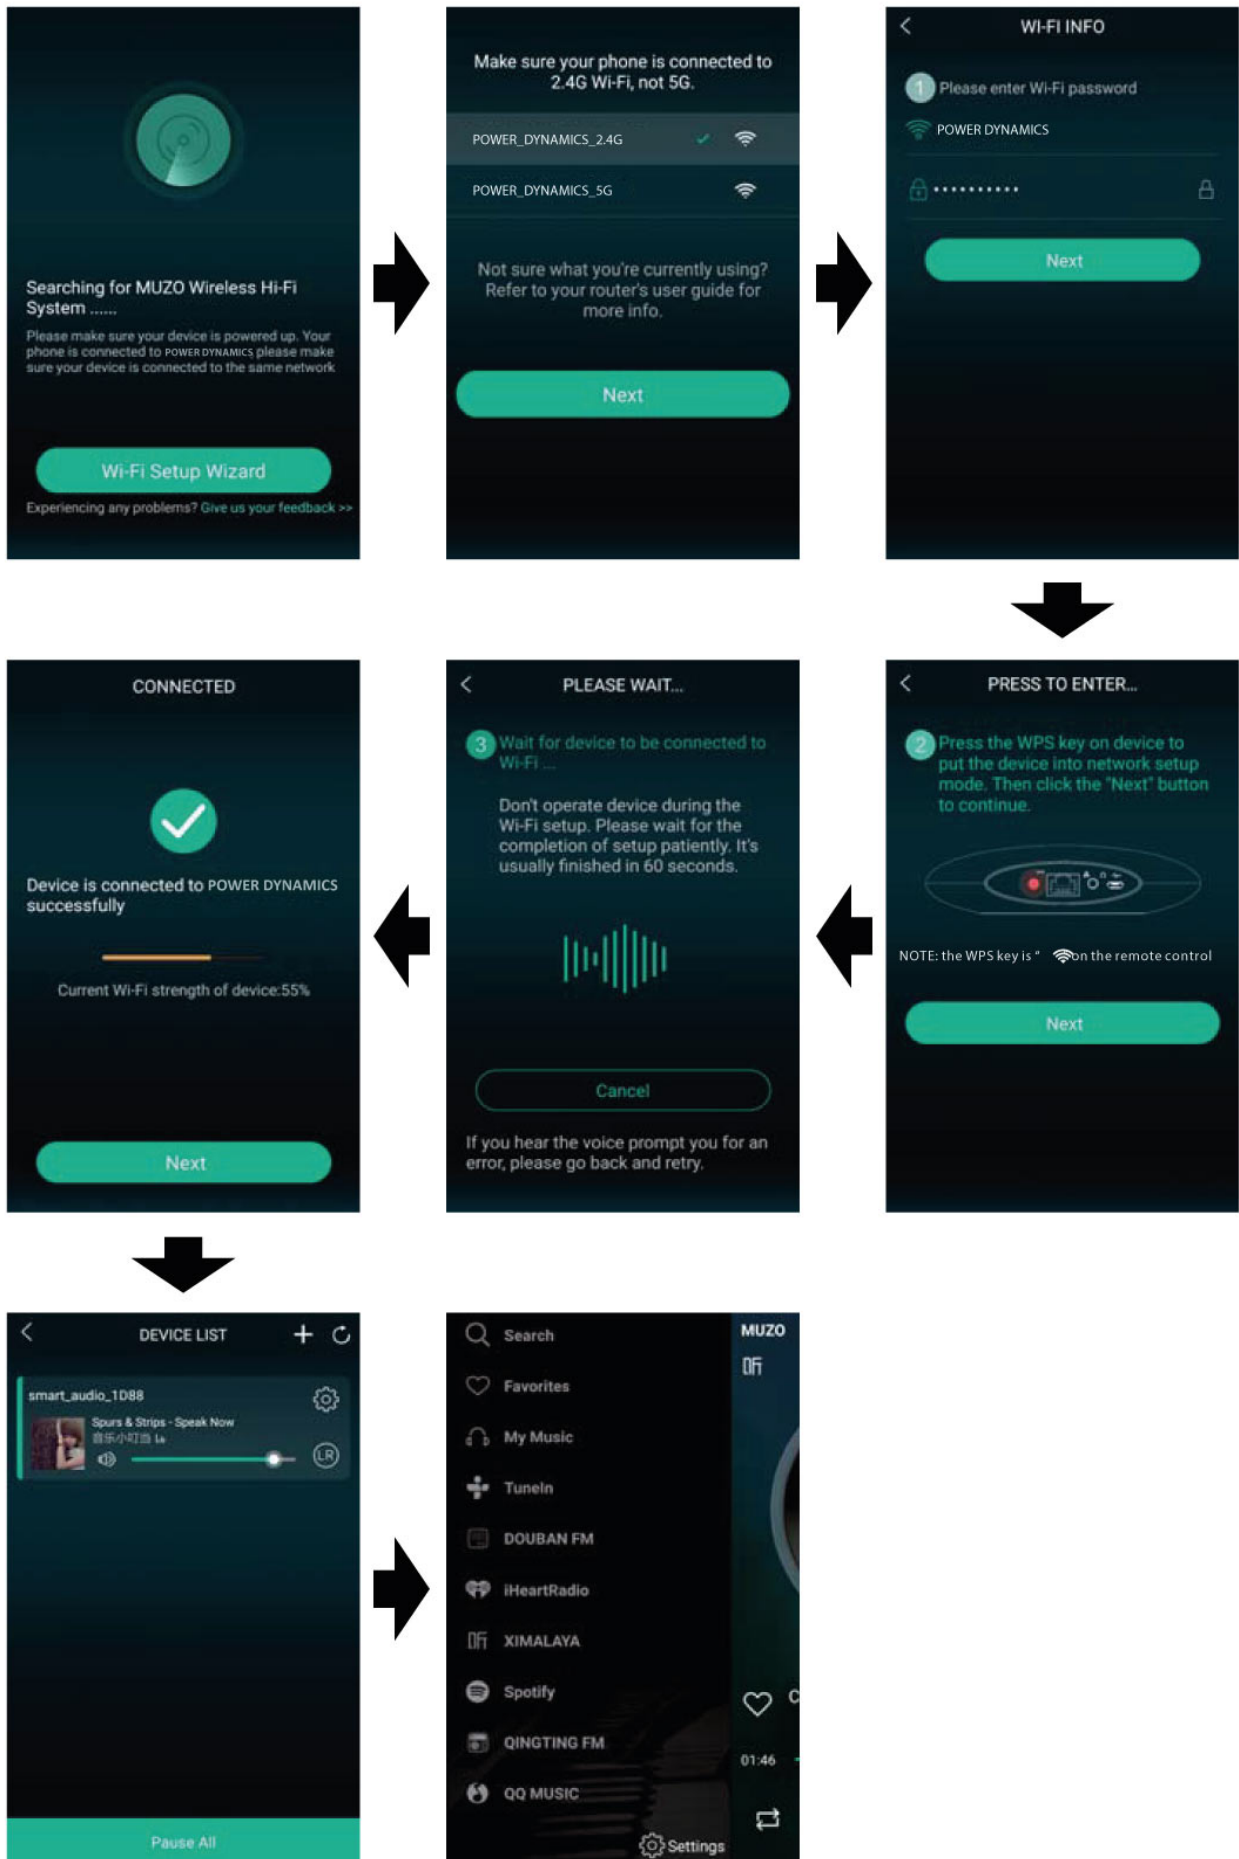 Searching for MUZO Wireless Hi-Fi
System ......
Please make sure your device is powered up. Your
phone is connected to POWER DYNAMICS please make
sure your device is connected to the same network
Wi-Fi Setup Wizard
Experiencing any problems? Give us your feedback >>
Make sure your phone is connected to
2.4G Wi-Fi, not 5G.
POWER_DYNAMICS_2.4G
POWER_DYNAMICS_5G
Not sure what you're currently using?
Refer to your router's user guide for
more info.
Next
WI-FI INFO
1 Please enter Wi-Fi password
POWER DYNAMICS
Next
PRESS TO ENTER...
2 Press the WPS key on device to
put the device into network setup
mode. Then click the "Next" button
to continue.
NOTE: the WPS key is " on the remote control
Next
PLEASE WAIT...
3 Wait for device to be connected to
Wi-Fi ...
Don't operate device during the
Wi-Fi setup. Please wait for the
completion of setup patiently. It's
usually finished in 60 seconds.
Cancel
If you hear the voice prompt you for an
error, please go back and retry.
CONNECTED
Device is connected to POWER DYNAMICS
successfully
Current Wi-Fi strength of device:55%
Next
DEVICE LIST
smart_audio_1D88
Spurs & Strips - Speak Now
音乐小叮当
LR
Pause All
Search
Favorites
My Music
TuneIn
DOUBAN FM
iHeartRadio
XIMALAYA
Spotify
QINGTING FM
QQ MUSIC
Settings
MUZO
听
C
01:46